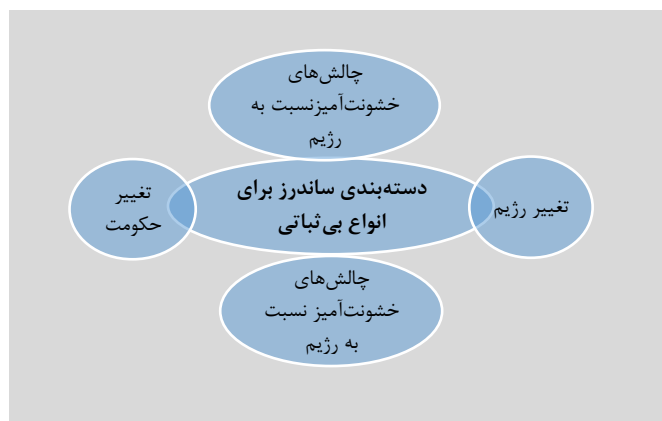 چالش‌های
خشونت‌آمیزنسبت به
رژیم
دسته‌بندی ساندرز برای
انواع بی‌ثباتی
تغییر رژیم
تغییر
حکومت
چالش‌های
خشونت‌آمیز نسبت
به رژیم